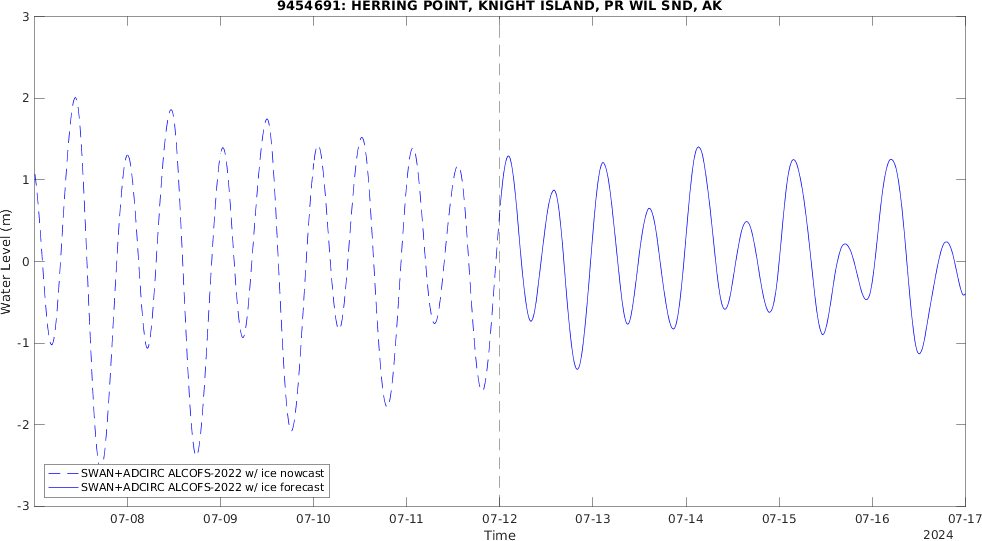 9454691: HERRING POINT, KNIGHT ISLAND, PR WIL SND, AK
3
2
1
0
-1
-2
-3
Water Level (m)
SWAN+ADCIRC ALCOFS-2022 w/ ice nowcast
SWAN+ADCIRC ALCOFS-2022 w/ ice forecast
07-08 07-09 07-10 07-11 07-12 07-13 07-14 07-15 07-16 07-17
Time
2024